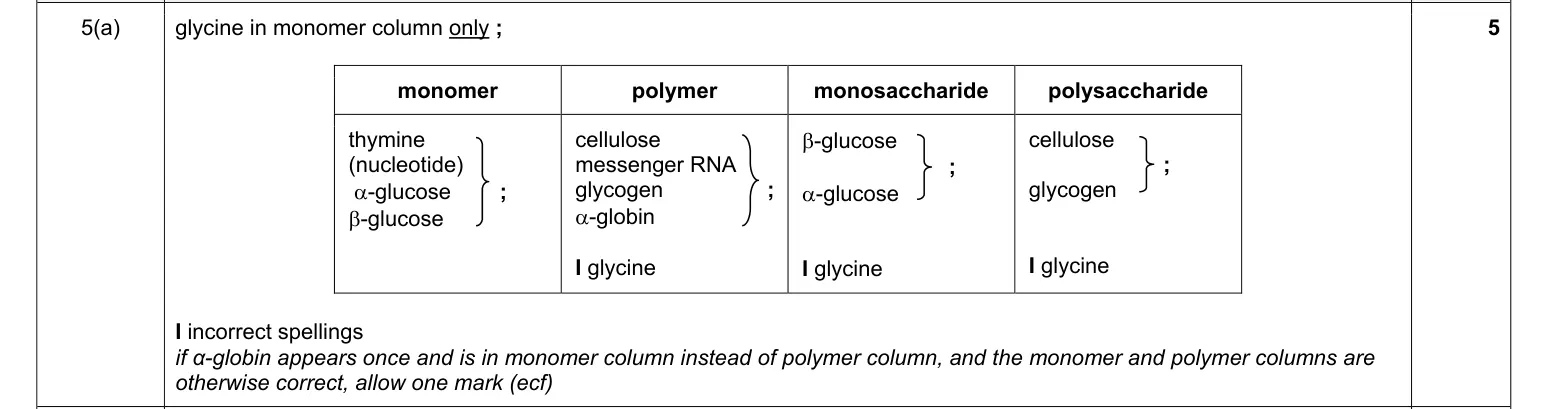 5(a) glycine in monomer column only ; 5
monomer polymer monosaccharide polysaccharide
thymine cellulose β-glucose cellulose
(nucleotide) messenger RNA ; ;
α-glucose ; glycogen ; α-glucose glycogen
β-glucose α-globin
I glycine I glycine I glycine
I incorrect spellings
if α-globin appears once and is in monomer column instead of polymer column, and the monomer and polymer columns are
otherwise correct, allow one mark (ecf)